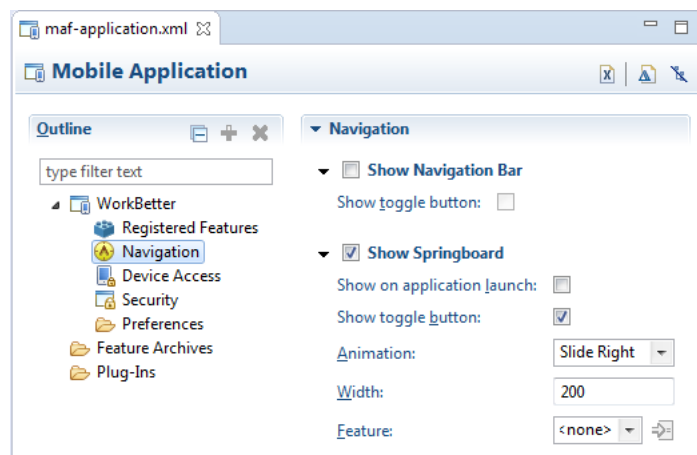 maf-application.xml
Mobile Application
Outline
type filter text
WorkBetter
Registered Features
Navigation
Device Access
Security
Preferences
Feature Archives
Plug-Ins
Navigation
Show Navigation Bar
Show toggle button:
Show Springboard
Show on application launch:
Show toggle button:
Animation: Slide Right
Width: 200
Feature: <none>